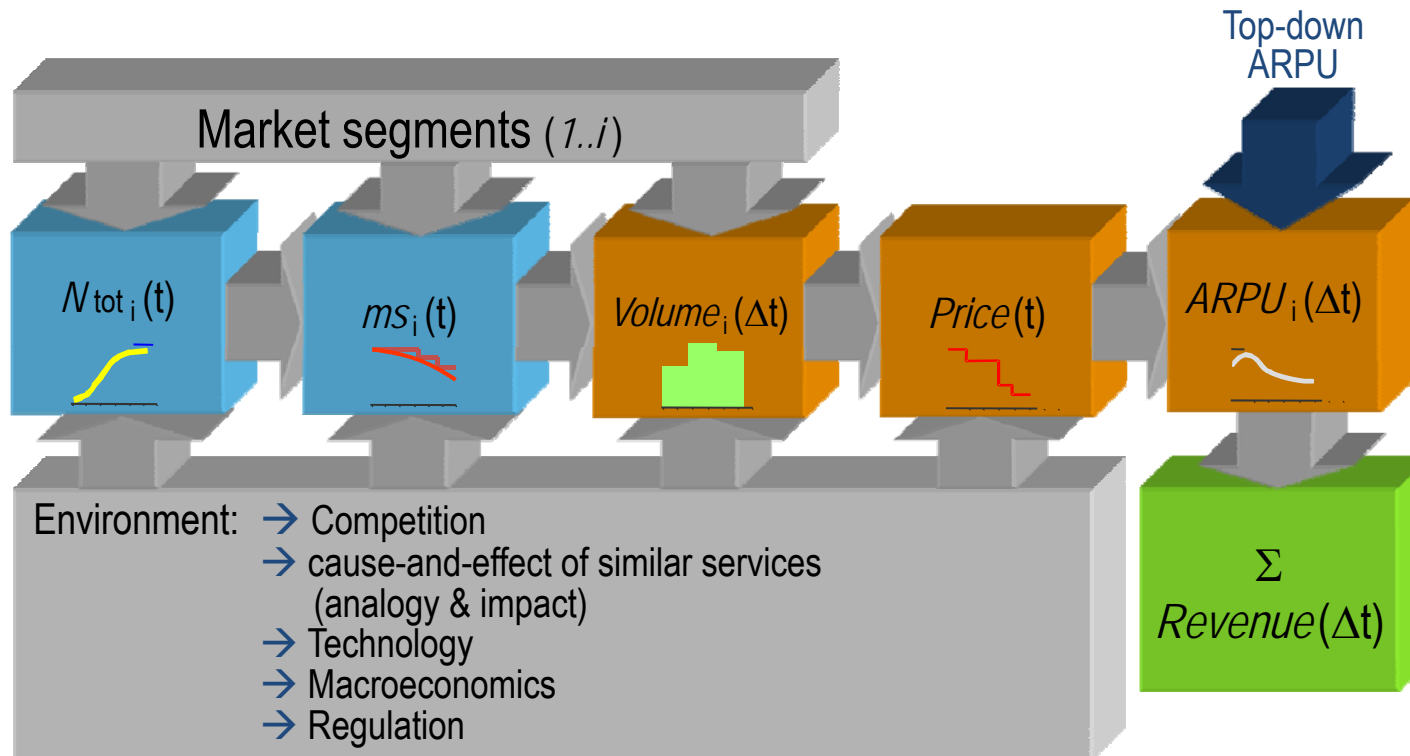 Top-down
ARPU
Market segments (1..i)
N tot i (t)
ms i (t)
Volume i (Δt)
Price(t)
ARPU i (Δt)
Environment: → Competition
→ cause-and-effect of similar services
(analogy & impact)
→ Technology
→ Macroeconomics
→ Regulation
Σ
Revenue(Δt)